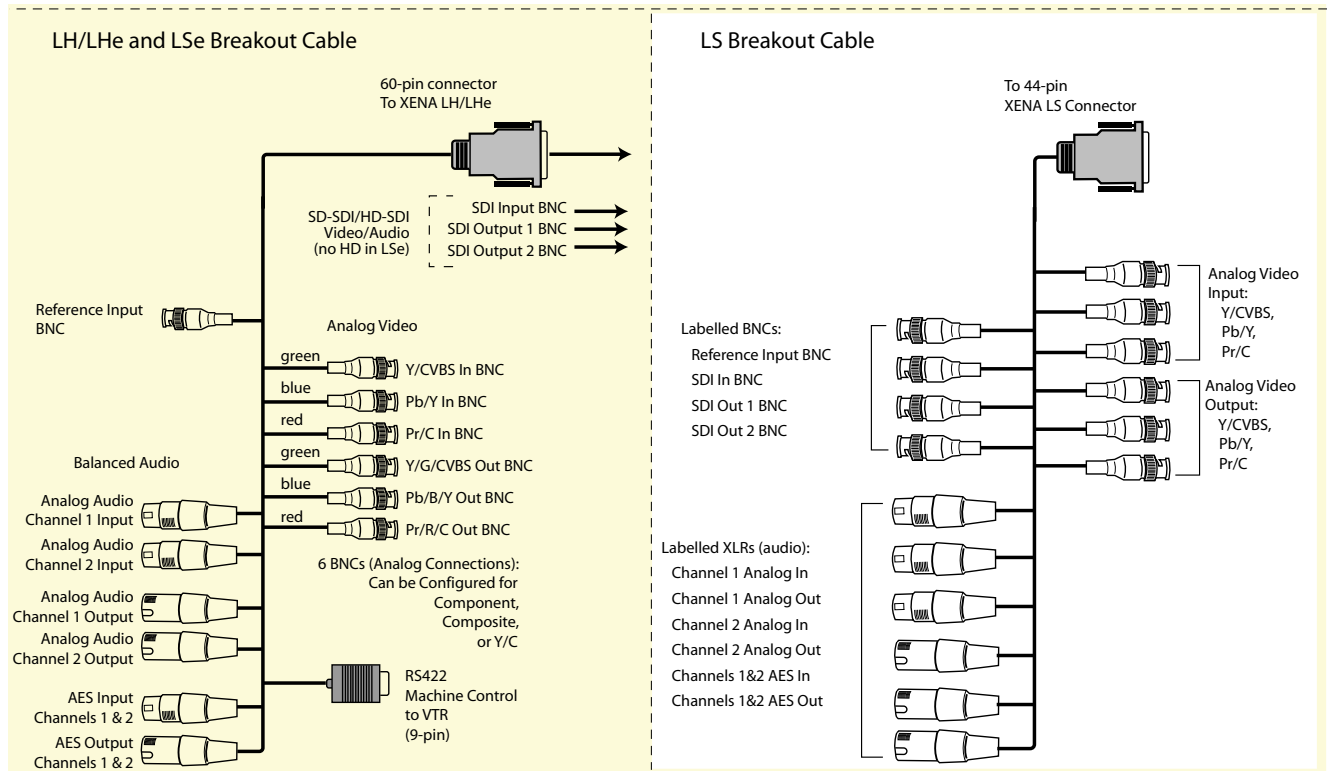 LH/LHe and LSe Breakout Cable
60-pin connector
To XENA LH/LHe
SD-SDI/HD-SDI
Video/Audio
(no HD in LSe)
SDI Input BNC
SDI Output 1 BNC
SDI Output 2 BNC
Reference Input
BNC
Analog Video
green
Y/CVBS In BNC
blue
Pb/Y In BNC
red
Pr/C In BNC
green
Y/G/CVBS Out BNC
blue
Pb/B/Y Out BNC
red
Pr/R/C Out BNC
Balanced Audio
Analog Audio
Channel 1 Input
Analog Audio
Channel 2 Input
Analog Audio
Channel 1 Output
Analog Audio
Channel 2 Output
AES Input
Channels 1 & 2
AES Output
Channels 1 & 2
6 BNCs (Analog Connections):
Can be Configured for
Component,
Composite,
or Y/C
RS422
Machine Control
to VTR
(9-pin)
LS Breakout Cable
To 44-pin
XENA LS Connector
Analog Video
Input:
Y/CVBS,
Pb/Y,
Pr/C
Analog Video
Output:
Y/CVBS,
Pb/Y,
Pr/C
Labelled BNCs:
Reference Input BNC
SDI In BNC
SDI Out 1 BNC
SDI Out 2 BNC
Labelled XLRs (audio):
Channel 1 Analog In
Channel 1 Analog Out
Channel 2 Analog In
Channel 2 Analog Out
Channels 1&2 AES In
Channels 1&2 AES Out